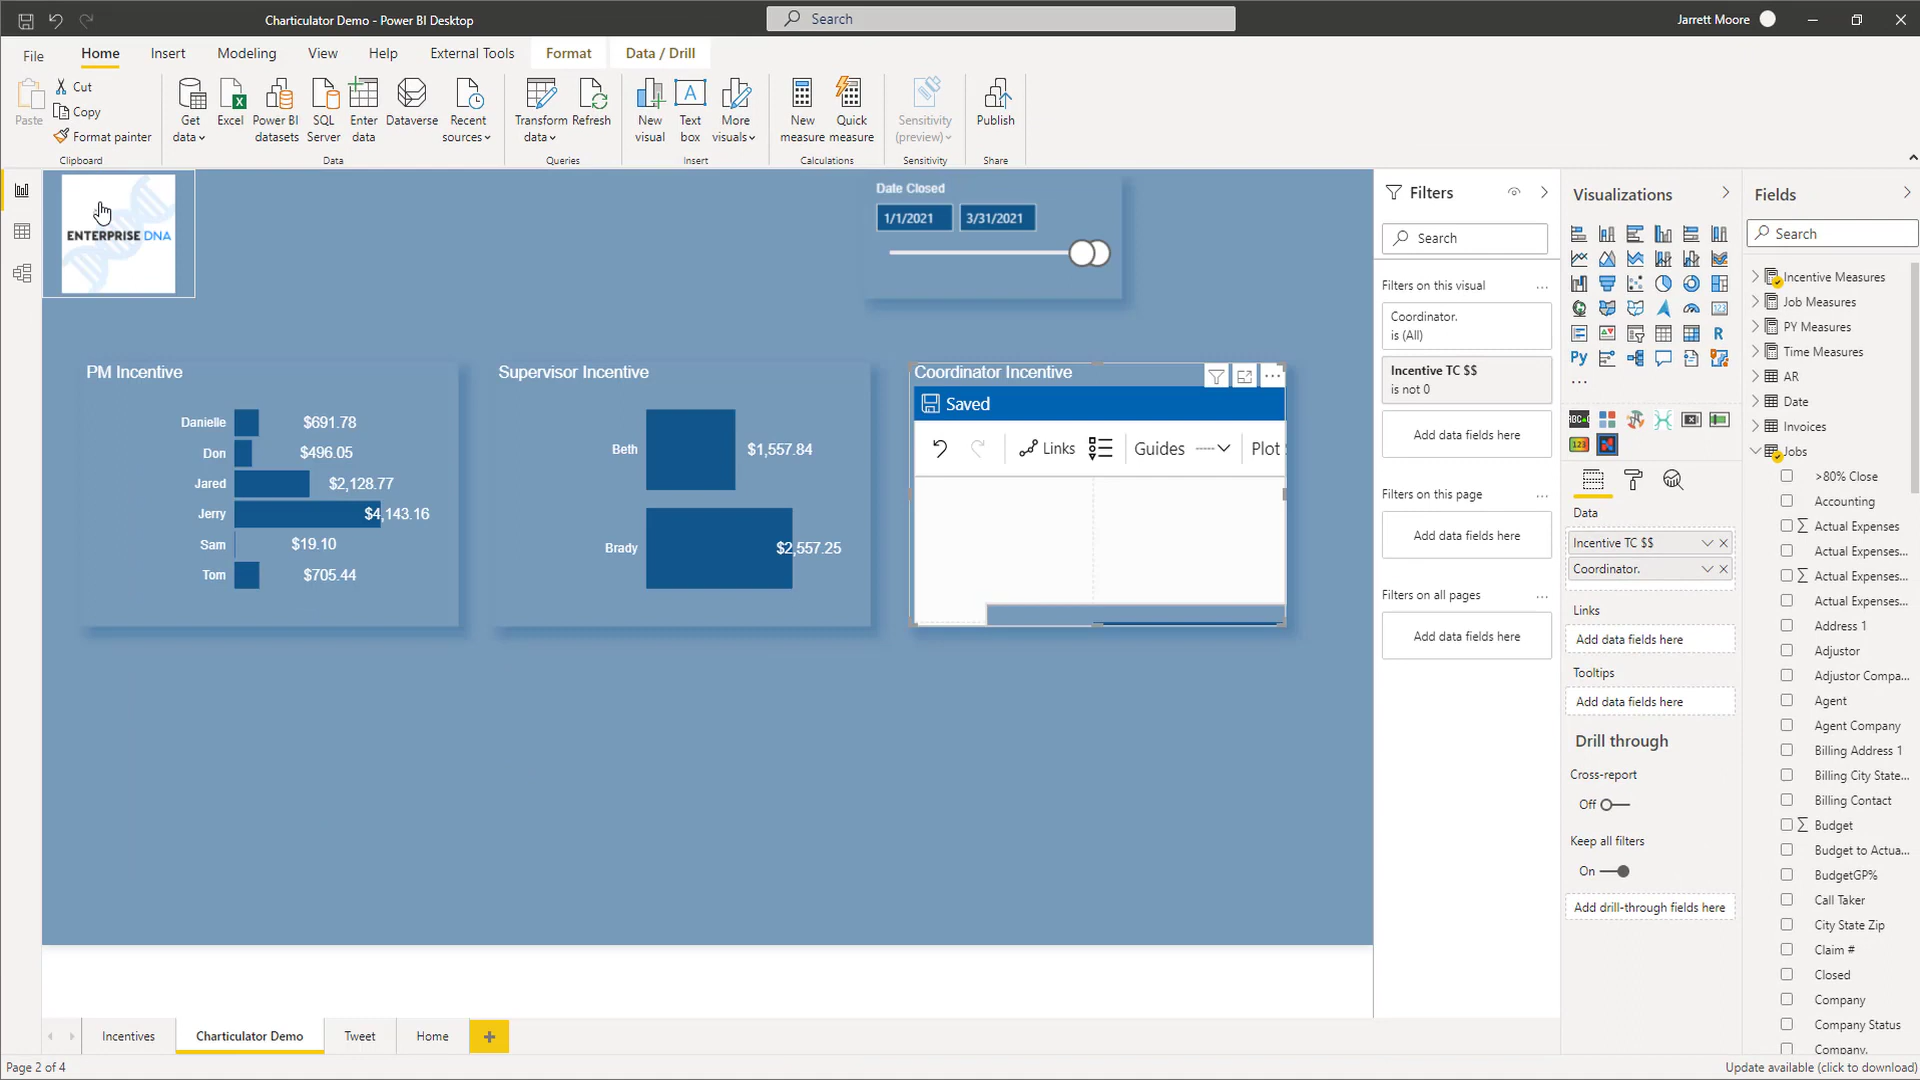 Charticulator Demo - Power BI Desktop
Search
Jarrett Moore
File
Home
Insert
Modeling
View
Help
External Tools
Format
Data / Drill
Paste
Cut
Copy
Format painter
Clipboard
Get data
Excel
Power BI datasets
SQL Server
Enter data
Dataverse
Recent sources
Data
Transform data
Refresh
Queries
New visual
Text box
More visuals
Insert
New measure
Quick measure
Calculations
Sensitivity (preview)
Sensitivity
Publish
Share
ENTERPRISE DNA
Date Closed
1/1/2021
3/31/2021
PM Incentive
Danielle
$691.78
Don
$496.05
Jared
$2,128.77
Jerry
$4,143.16
Sam
$19.10
Tom
$705.44
Supervisor Incentive
Beth
$1,557.84
Brady
$2,557.25
Coordinator Incentive
Saved
Links
Guides
Plot
Filters
Search
Filters on this visual
Coordinator.
is (All)
Incentive TC $$
is not 0
Add data fields here
Filters on this page
Add data fields here
Filters on all pages
Add data fields here
Visualizations
R
Py
123
ABC
123
Data
Incentive TC $$
Coordinator.
Links
Add data fields here
Tooltips
Add data fields here
Drill through
Cross-report
Off
Keep all filters
On
Add drill-through fields here
Fields
Search
Incentive Measures
Job Measures
PY Measures
Time Measures
AR
Date
Invoices
Jobs
>80% Close
Accounting
Actual Expenses
Actual Expenses...
Actual Expenses...
Actual Expenses...
Address 1
Adjustor
Adjustor Compa...
Agent
Agent Company
Billing Address 1
Billing City State...
Billing Contact
Budget
Budget to Actua...
BudgetGP%
Call Taker
City State Zip
Claim #
Closed
Company
Company Status
Company.
Incentives
Charticulator Demo
Tweet
Home
Page 2 of 4
Update available (click to download)